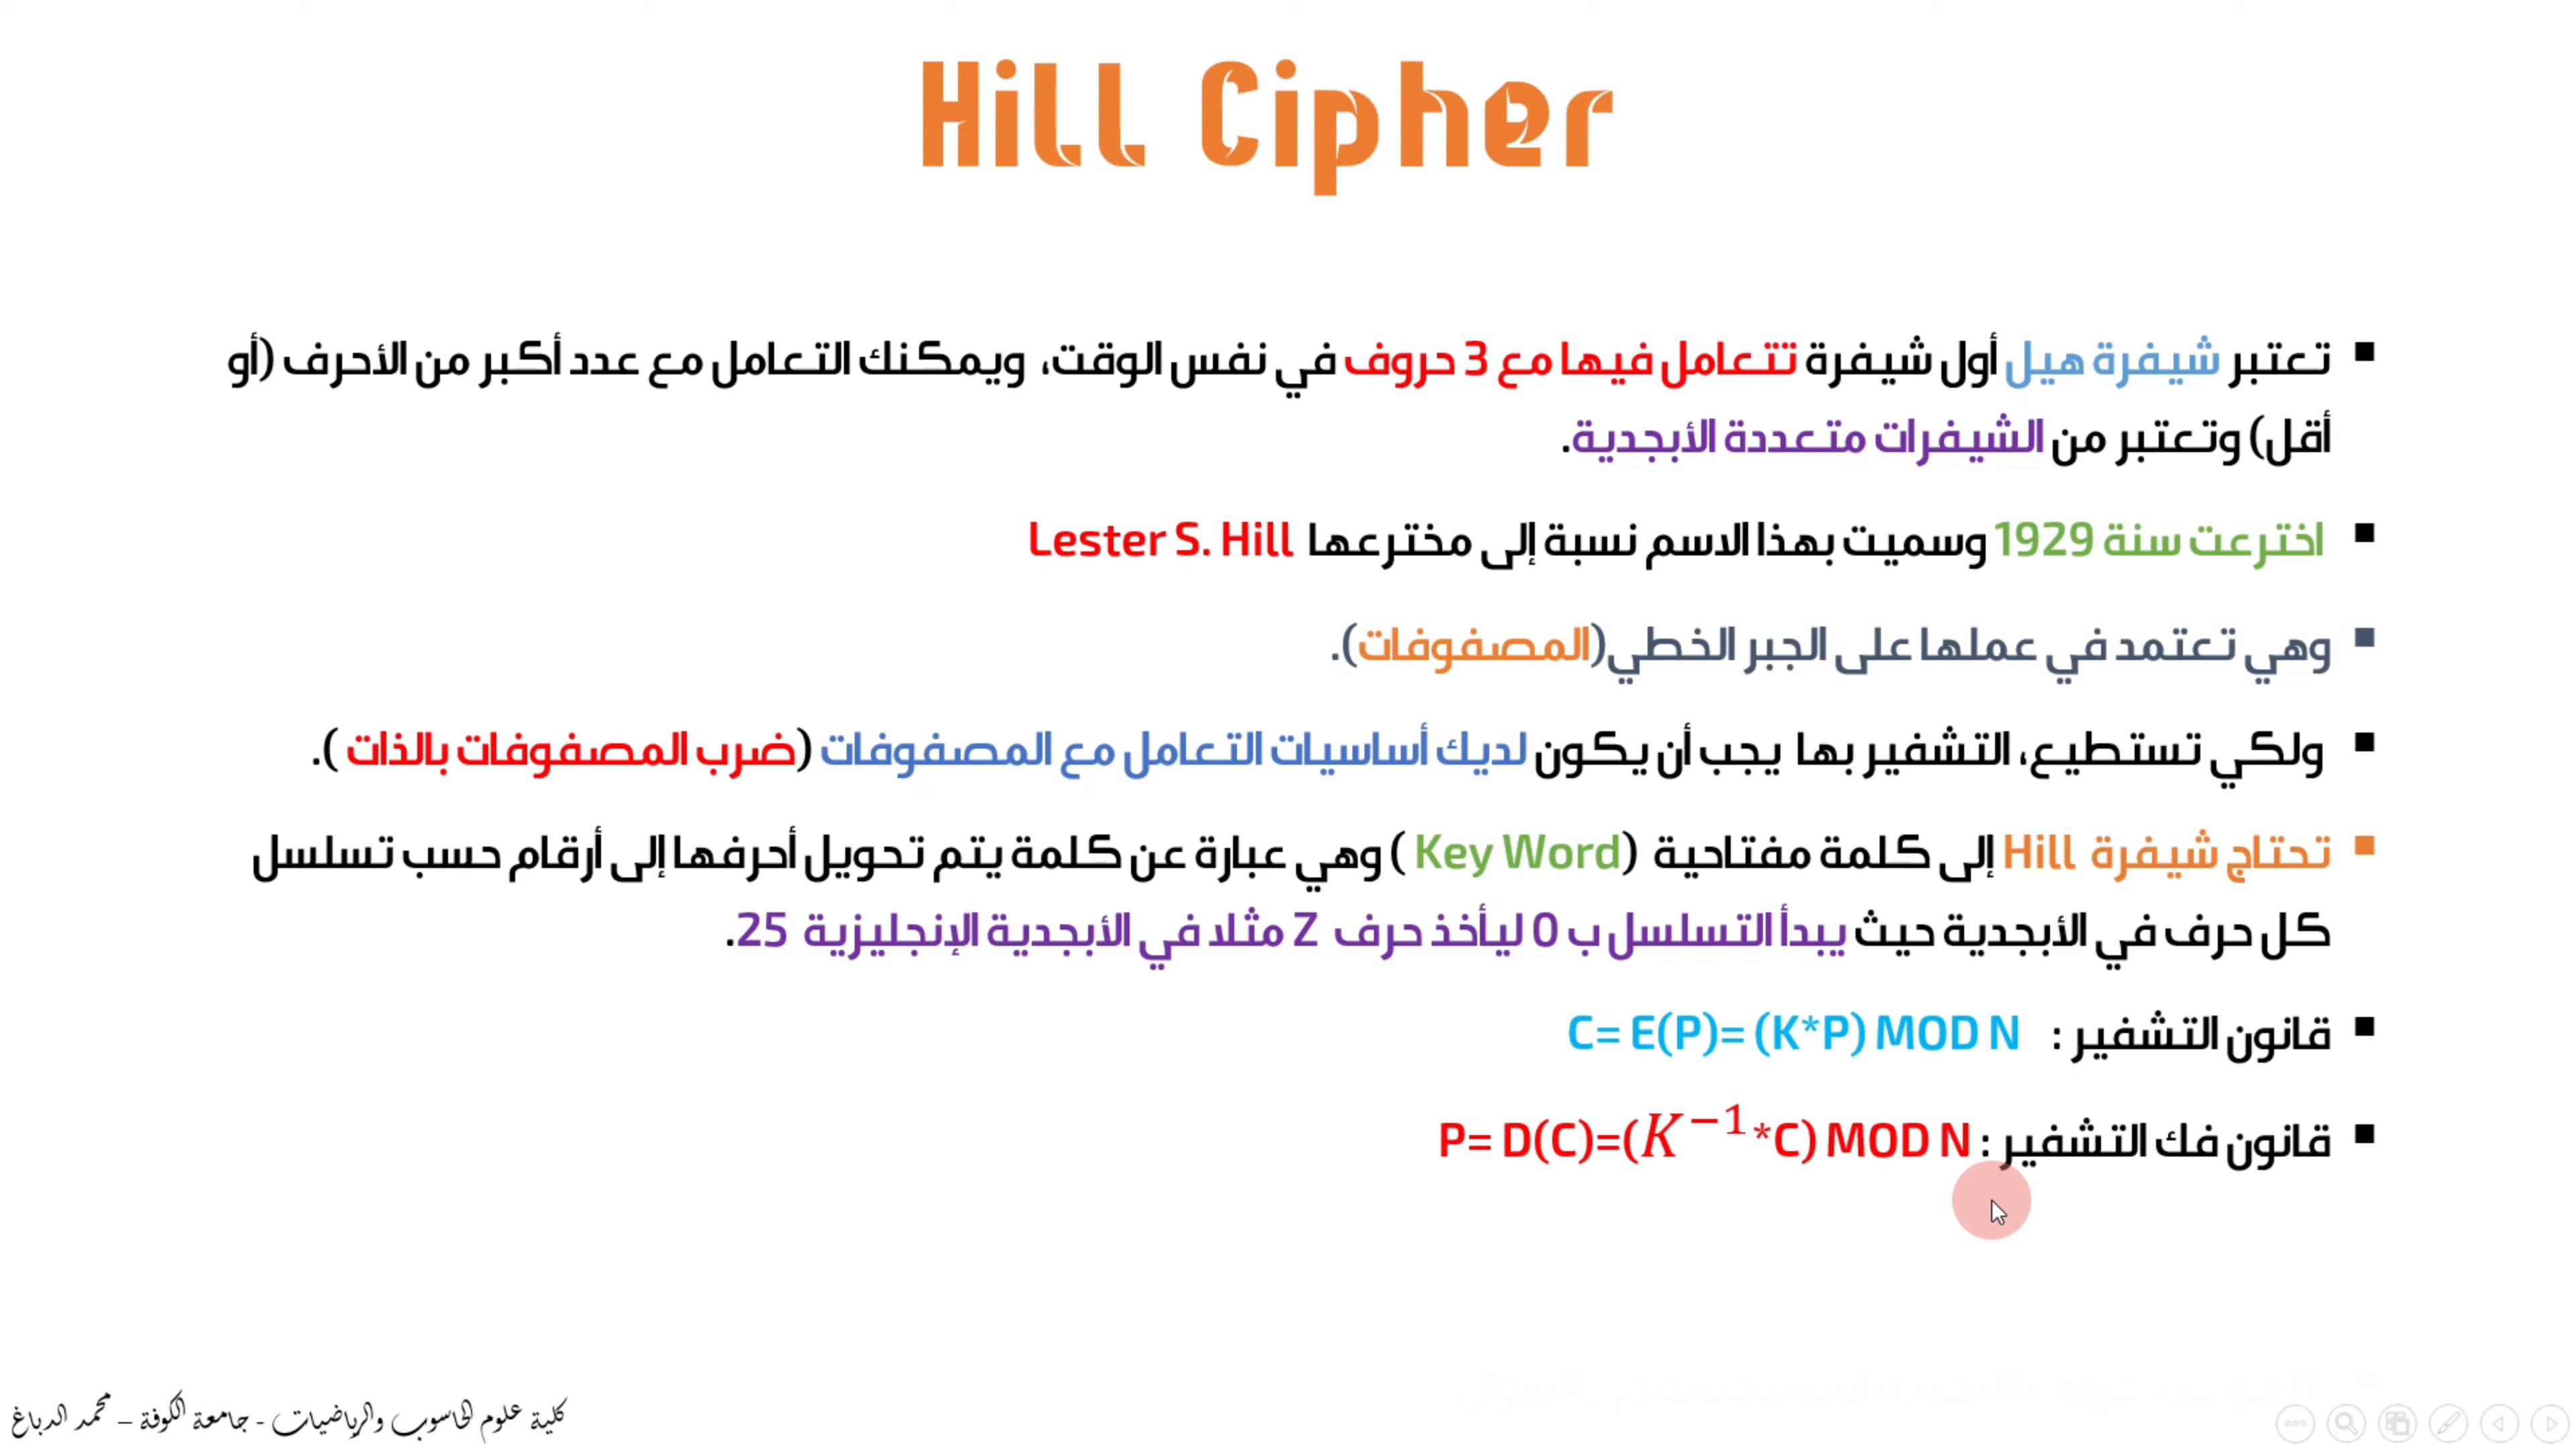 Hill Cipher
تعتبر شيفرة هيل أول شيفرة تتعامل فيها مع 3 حروف في نفس الوقت، ويمكنك التعامل مع عدد أكبر من الأحرف (أو
أقل) وتعتبر من الشيفرات متعددة الأبجدية.
اخترعت سنة 1929 وسميت بهذا الاسم نسبة إلى مخترعها Lester S. Hill
وهي تعتمد في عملها على الجبر الخطي(المصفوفات).
ولكي تستطيع، التشفير بها يجب أن يكون لديك أساسيات التعامل مع المصفوفات (ضرب المصفوفات بالذات ).
تحتاج شيفرة Hill إلى كلمة مفتاحية (Key Word ) وهي عبارة عن كلمة يتم تحويل أحرفها إلى أرقام حسب تسلسل
كل حرف في الأبجدية حيث يبدأ التسلسل ب 0 ليأخذ حرف Z مثلا في الأبجدية الإنجليزية 25.
قانون التشفير : C= E(P)= (K*P) MOD N
قانون فك التشفير : P= D(C)=(K⁻¹*C) MOD N
كلية علوم الحاسوب والرياضيات - جامعة الكوفة – محمد الدباغ